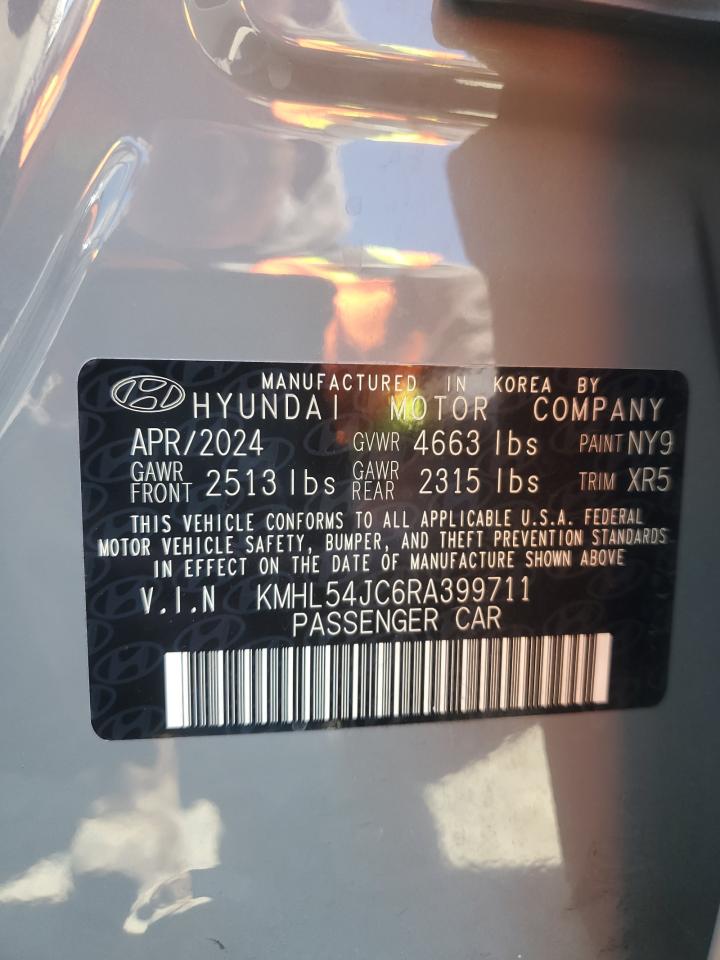 MANUFACTURED IN KOREA BY
HYUNDAI MOTOR COMPANY
APR/2024 GVWR 4663 lbs PAINT NY9
GAWR FRONT 2513 lbs GAWR REAR 2315 lbs TRIM XR5
THIS VEHICLE CONFORMS TO ALL APPLICABLE U.S.A. FEDERAL
MOTOR VEHICLE SAFETY, BUMPER, AND THEFT PREVENTION STANDARDS
IN EFFECT ON THE DATE OF MANUFACTURE SHOWN ABOVE
V.I.N KMHL54JC6RA399711
PASSENGER CAR